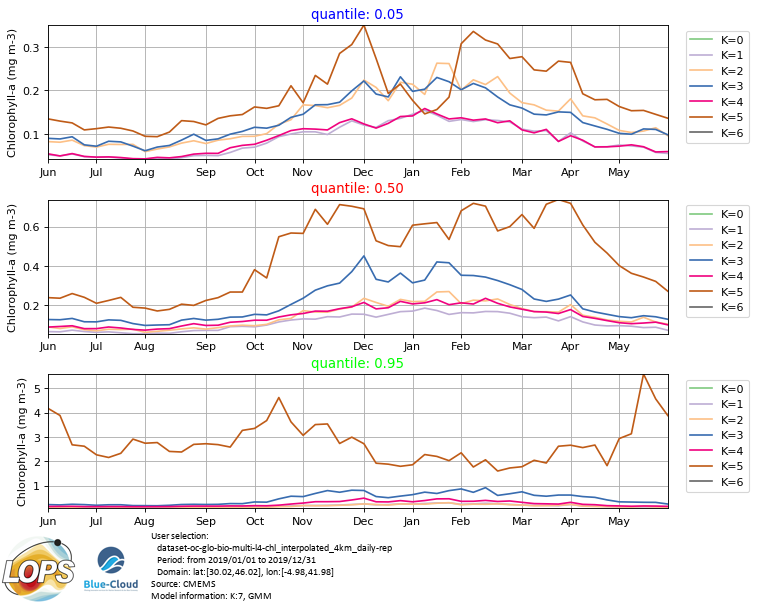 quantile: 0.05
Chlorophyll-a (mg m-3)
0.3
0.2
0.1
Jun Jul Aug Sep Oct Nov Dec Jan Feb Mar Apr May
K=0
K=1
K=2
K=3
K=4
K=5
K=6
quantile: 0.50
Chlorophyll-a (mg m-3)
0.6
0.4
0.2
Jun Jul Aug Sep Oct Nov Dec Jan Feb Mar Apr May
K=0
K=1
K=2
K=3
K=4
K=5
K=6
quantile: 0.95
Chlorophyll-a (mg m-3)
5
4
3
2
1
Jun Jul Aug Sep Oct Nov Dec Jan Feb Mar Apr May
K=0
K=1
K=2
K=3
K=4
K=5
K=6
LOPS
Blue-Cloud
User selection:
dataset-oc-glo-bio-multi-l4-chl_interpolated_4km_daily-rep
Period: from 2019/01/01 to 2019/12/31
Domain: lat:[30.02,46.02], lon:[-4.98,41.98]
Source: CMEMS
Model information: K:7, GMM